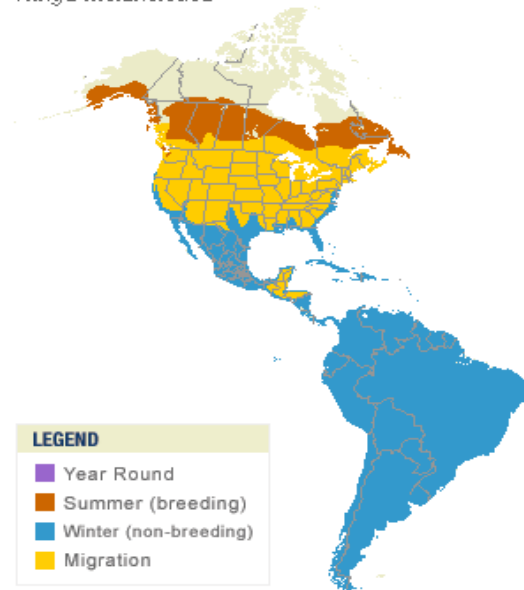 LEGEND
Year Round
Summer (breeding)
Winter (non-breeding)
Migration